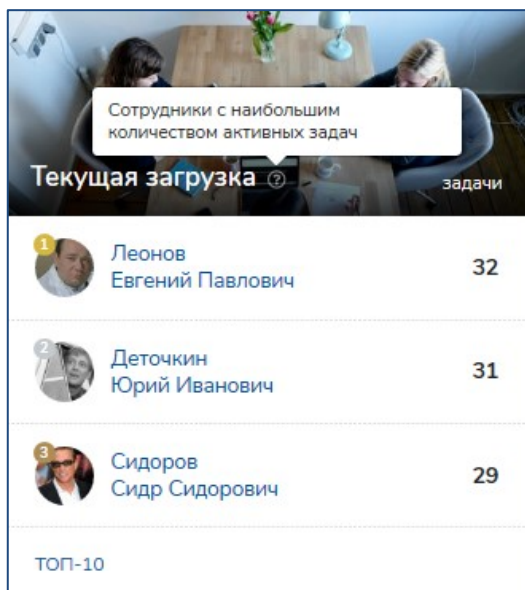 Сотрудники с наибольшим
количеством активных задач
Текущая загрузка ?
задачи
1
Леонов
Евгений Павлович
32
2
Деточкин
Юрий Иванович
31
3
Сидоров
Сидр Сидорович
29
ТОП-10